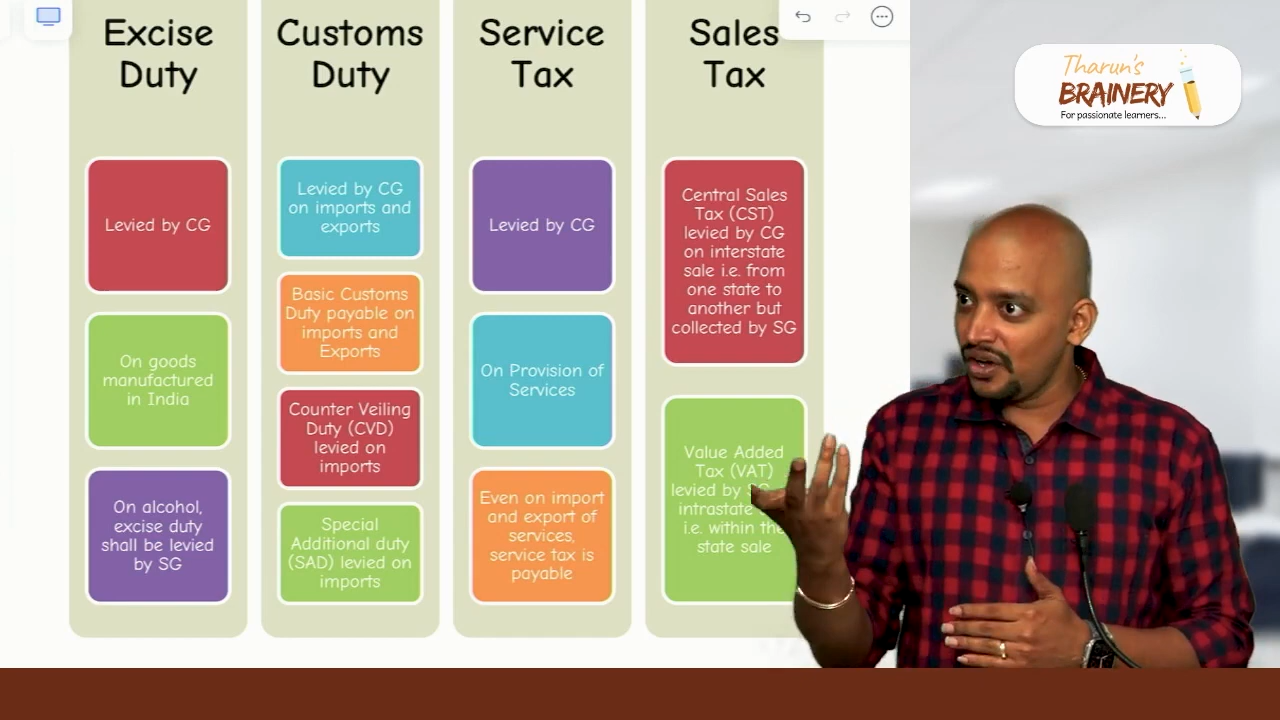 Excise
Duty
Levied by CG
On goods
manufactured
in India
On alcohol,
excise duty
shall be levied
by SG
Customs
Duty
Levied by CG
on imports and
exports
Basic Customs
Duty payable on
imports and
Exports
Counter Veiling
Duty (CVD)
levied on
imports
Special
Additional duty
(SAD) levied on
imports
Service
Tax
Levied by CG
On Provision of
Services
Even on import
and export of
services,
service tax is
payable
Sales
Tax
Central Sales
Tax (CST)
levied by CG
on interstate
sale i.e. from
one state to
another but
collected by SG
Value Added
Tax (VAT)
levied by
intrastate
i.e. within the
state sale
Tharun's
BRAINERY
For passionate learners...